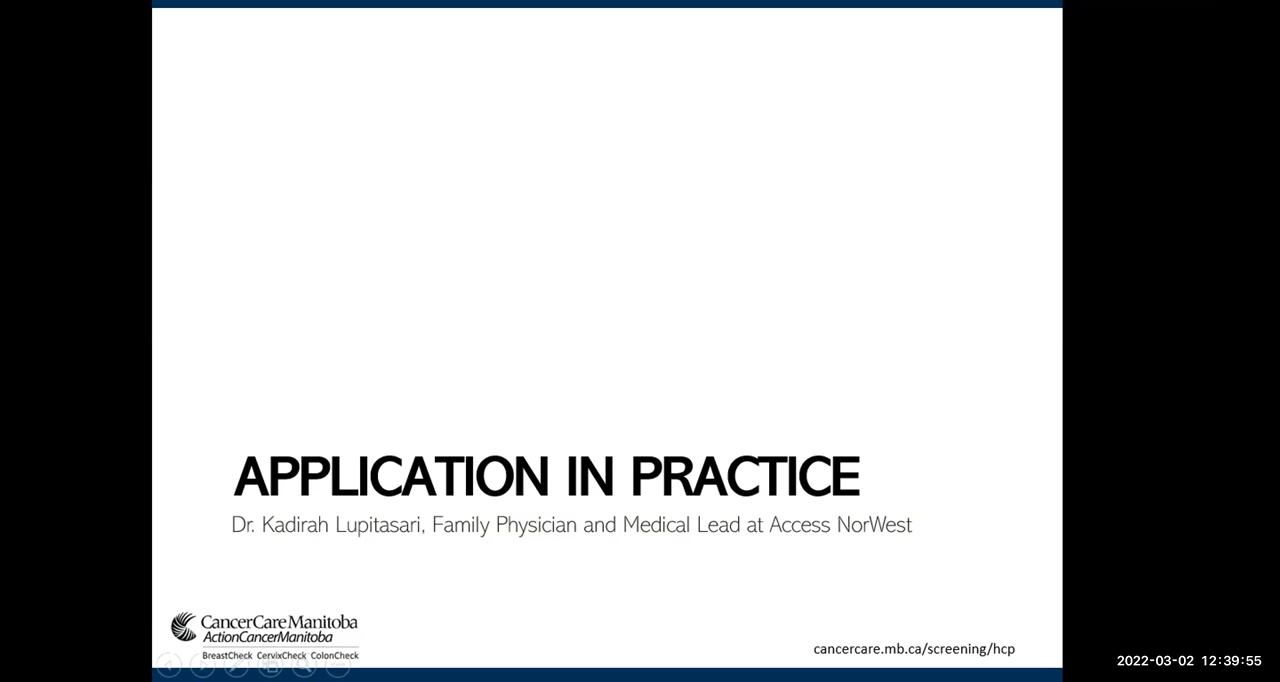 APPLICATION IN PRACTICE
Dr. Kadirah Lupitasari, Family Physician and Medical Lead at Access NorWest
CancerCare Manitoba
ActionCancerManitoba
BreastCheck CervixCheck ColonCheck
cancercare.mb.ca/screening/hcp
2022-03-02 12:39:55